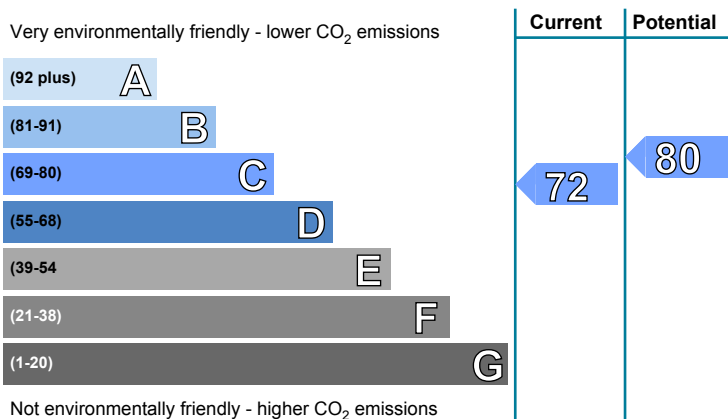 Very environmentally friendly - lower CO2 emissions
Current
Potential
(92 plus) A
(81-91) B
(69-80) C
(55-68) D
(39-54 E
(21-38) F
(1-20) G
72
80
Not environmentally friendly - higher CO2 emissions